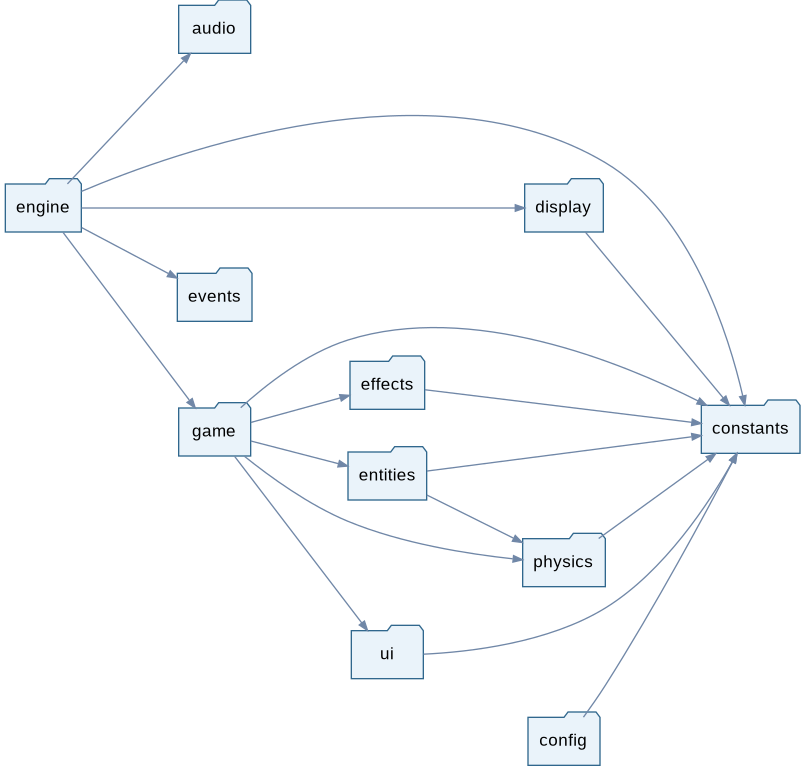 audio
engine
display
events
effects
game
constants
entities
physics
ui
config